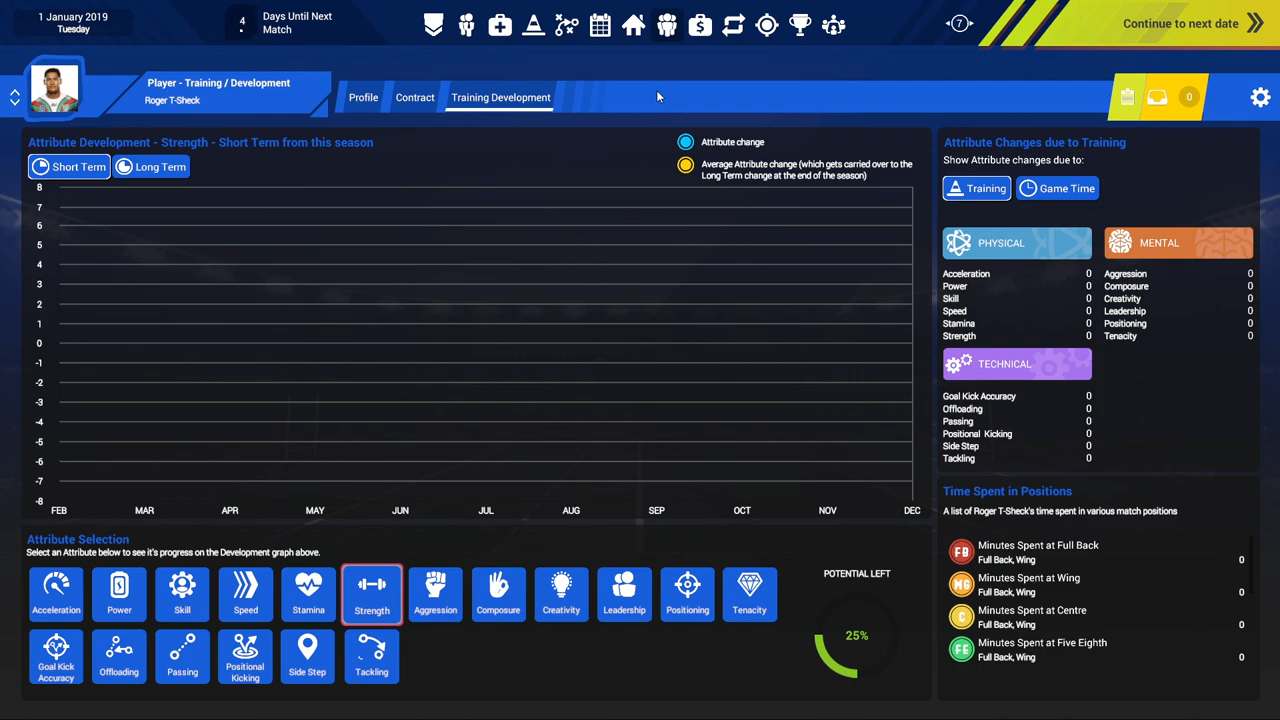 1 January 2019
Tuesday
4
Days Until Next
Match
7
Continue to next date
Player - Training / Development
Roger T-Sheck
Profile
Contract
Training Development
0
Attribute Development - Strength - Short Term from this season
Short Term
Long Term
Attribute change
Average Attribute change (which gets carried over to the
Long Term change at the end of the season)
8
7
6
5
4
3
2
1
0
-1
-2
-3
-4
-5
-6
-7
-8
FEB MAR APR MAY JUN JUL AUG SEP OCT NOV DEC
Attribute Changes due to Training
Show Attribute changes due to:
Training
Game Time
PHYSICAL
Acceleration 0
Power 0
Skill 0
Speed 0
Stamina 0
Strength 0
MENTAL
Aggression 0
Composure 0
Creativity 0
Leadership 0
Positioning 0
Tenacity 0
TECHNICAL
Goal Kick Accuracy 0
Offloading 0
Passing 0
Positional Kicking 0
Side Step 0
Tackling 0
Attribute Selection
Select an Attribute below to see it's progress on the Development graph above.
Acceleration
Power
Skill
Speed
Stamina
Strength
Aggression
Composure
Creativity
Leadership
Positioning
Tenacity
Goal Kick
Accuracy
Offloading
Passing
Positional
Kicking
Side Step
Tackling
POTENTIAL LEFT
25%
Time Spent in Positions
A list of Roger T-Sheck's time spent in various match positions
FB
Minutes Spent at Full Back
Full Back, Wing 0
WG
Minutes Spent at Wing
Full Back, Wing 0
C
Minutes Spent at Centre
Full Back, Wing 0
FE
Minutes Spent at Five Eighth
Full Back, Wing 0